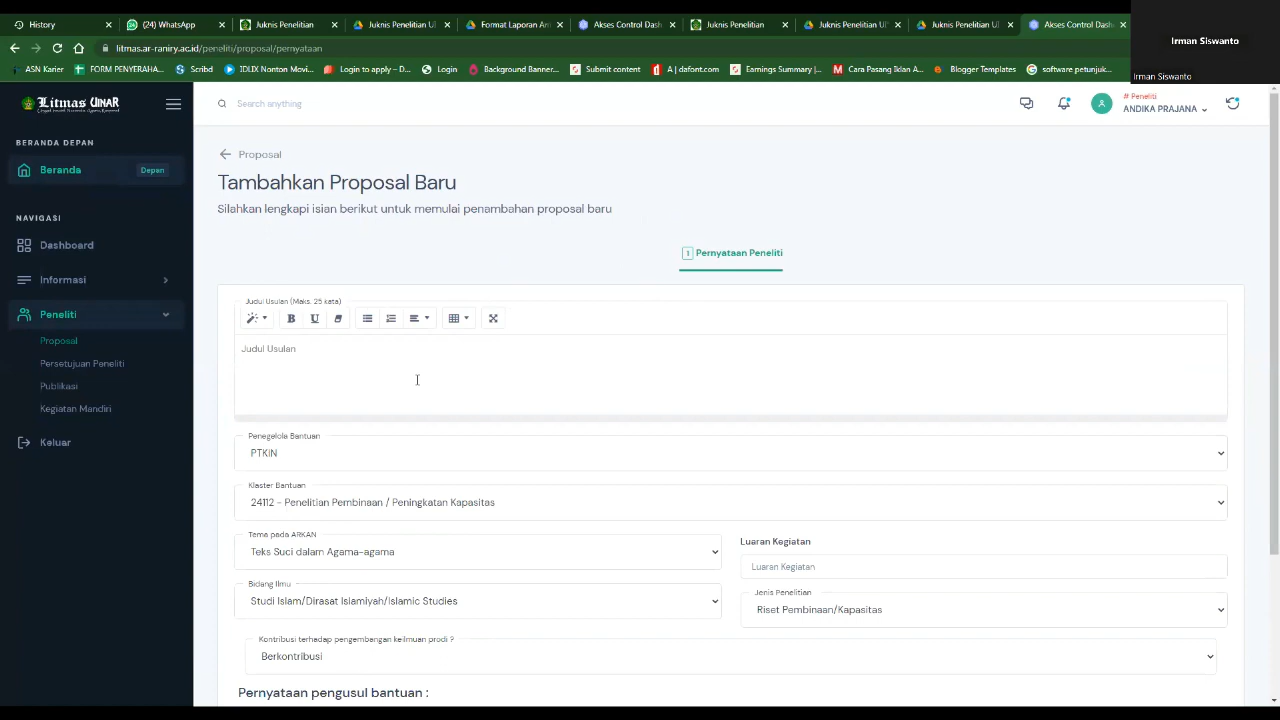 History
(24) WhatsApp
Juknis Penelitian
Juknis Penelitian U
Format Laporan An
Akses Control Dash
Juknis Penelitian
Juknis Penelitian UI
Juknis Penelitian U
Akses Control Dash
Irman Siswanto
litmas.ar-raniry.ac.id/peneliti/proposal/pernyataan
ASN Karier
FORM PENYERAHA...
Scribd
IDLIX Nonton Movi...
Login to apply – D...
Login
Background Banner...
Submit content
A | dafont.com
Earnings Summary |...
Cara Pasang Iklan A...
Blogger Templates
software petunjuk...
Irman Siswanto
Litmas UINAR
Search anything
# Peneliti
ANDIKA PRAJANA
BERANDA DEPAN
Beranda
Depan
NAVIGASI
Dashboard
Informasi
Peneliti
Proposal
Persetujuan Peneliti
Publikasi
Kegiatan Mandiri
Keluar
Proposal
Tambahkan Proposal Baru
Silahkan lengkapi isian berikut untuk memulai penambahan proposal baru
1 Pernyataan Peneliti
Judul Usulan (Maks. 25 kata)
B U
Judul Usulan
Penegelola Bantuan
PTKIN
Klaster Bantuan
24112 - Penelitian Pembinaan / Peningkatan Kapasitas
Tema pada ARKAN
Teks Suci dalam Agama-agama
Luaran Kegiatan
Luaran Kegiatan
Bidang Ilmu
Studi Islam/Dirasat Islamiyah/Islamic Studies
Jenis Penelitian
Riset Pembinaan/Kapasitas
Kontribusi terhadap pengembangan keilmuan prodi ?
Berkontribusi
Pernyataan pengusul bantuan :